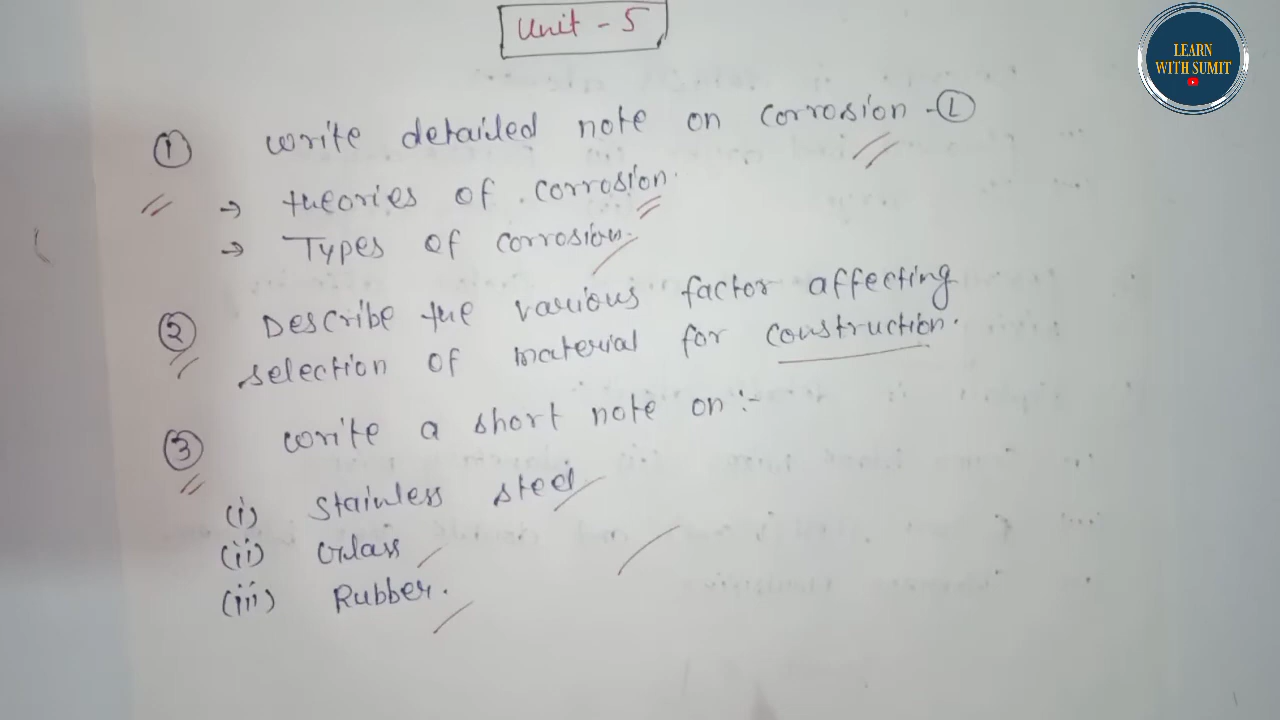 Unit - 5
LEARN
WITH SUMIT
① Write detailed note on corrosion - ①
→ theories of corrosion.
→ Types of corrosion.
② Describe the various factor affecting
selection of material for construction.
③ Write a short note on :-
(i) Stainless steel
(ii) Glass
(iii) Rubber.